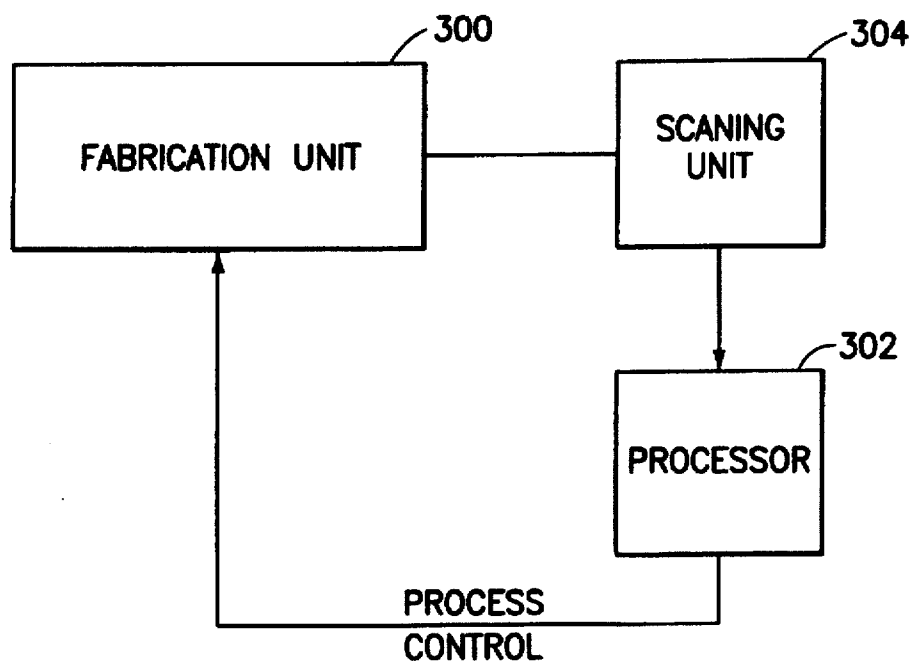 300
304
FABRICATION UNIT
SCANING
UNIT
302
PROCESSOR
PROCESS
CONTROL